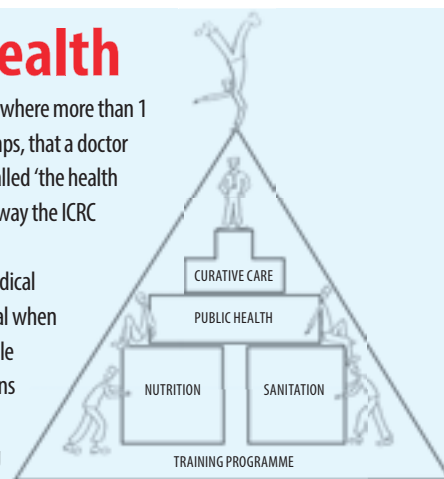 ealth
where more than 1
ps, that a doctor
lled ‘the health
way the ICRC
dical
al when
le
ns
CURATIVE CARE
PUBLIC HEALTH
NUTRITION
SANITATION
TRAINING PROGRAMME